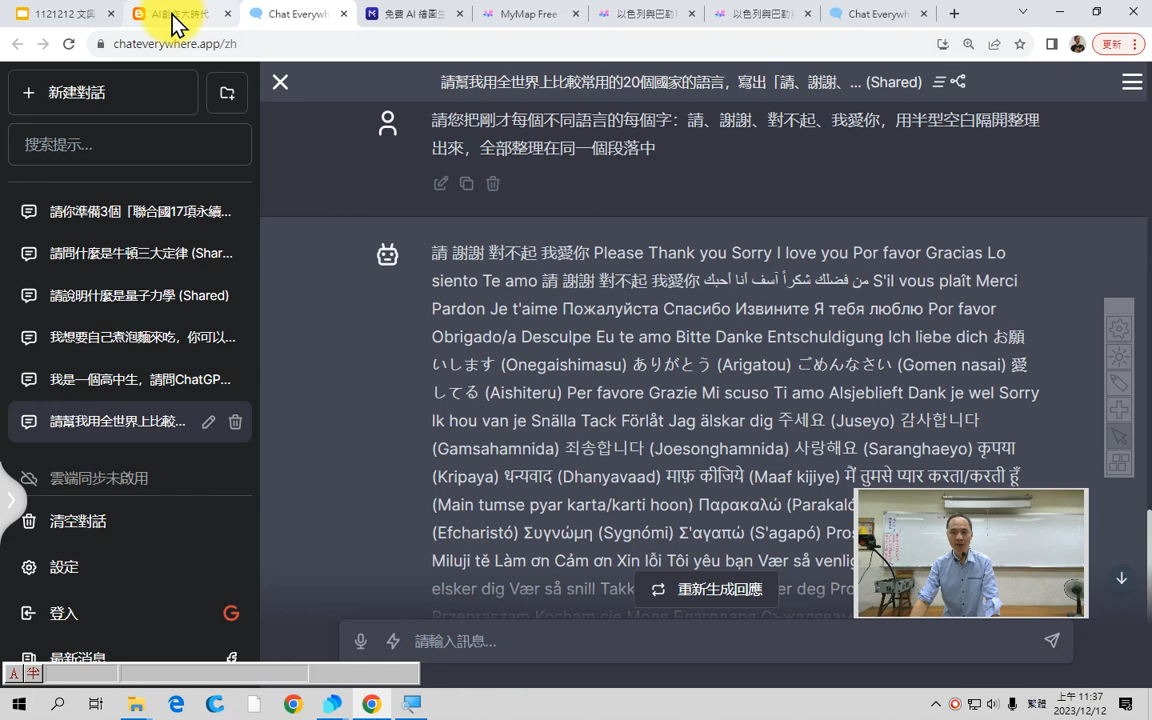 1121212 文
AI創
大時代
Chat Everywh
免費 AI 繪圖生
MyMap Free
以色列與巴勒
以色列與巴勒
Chat Everywh
chateverywhere.app/zh
更新
新建對話
請幫我用全世界上比較常用的20個國家的語言，寫出「請、謝謝、... (Shared)
搜索提示...
請您把剛才每個不同語言的每個字：請、謝謝、對不起、我愛你，用半型空白隔開整理
出來，全部整理在同一個段落中
請你準備3個「聯合國17項永續...
請問什麼是牛頓三大定律 (Shar...
請說明什麼是量子力學 (Shared)
我想要自己煮泡麵來吃，你可以...
我是一個高中生，請問ChatGP...
請幫我用全世界上比較...
雲端同步未啟用
清空對話
設定
登入
最新消息
請 謝謝 對不起 我愛你 Please Thank you Sorry I love you Por favor Gracias Lo
siento Te amo 請 謝謝 對不起 我愛你 من فضلك شكراً آسف أنا أحبك S'il vous plaît Merci
Pardon Je t'aime Пожалуйста Спасибо Извините Я тебя люблю Por favor
Obrigado/a Desculpe Eu te amo Bitte Danke Entschuldigung Ich liebe dich お願
いします (Onegaishimasu) ありがとう (Arigatou) ごめんなさい (Gomen nasai) 愛
してる (Aishiteru) Per favore Grazie Mi scuso Ti amo Alsjeblieft Dank je wel Sorry
Ik hou van je Snälla Tack Förlåt Jag älskar dig 주세요 (Juseyo) 감사합니다
(Gamsahamnida) 죄송합니다 (Joesonghamnida) 사랑해요 (Saranghaeyo) कृपया
(Kripaya) धन्यवाद (Dhanyavaad) माफ़ कीजिये (Maaf kijiye) मैं तुमसे प्यार करता/करती हूँ
(Main tumse pyar karta/karti hoon) Παρακαλώ (Parakal
(Efcharistó) Συγνώμη (Sygnómi) Σ'αγαπώ (S'agapó) Pro
Miluji tě Làm ơn Cảm ơn Xin lỗi Tôi yêu bạn Vær så venlig
elsker dig Vær så snill Takk
er deg Pr
Przepraszam Kocham cię Моля Благодаря
重新生成回應
請輸入訊息...
A 半
繁體
上午 11:37
2023/12/12